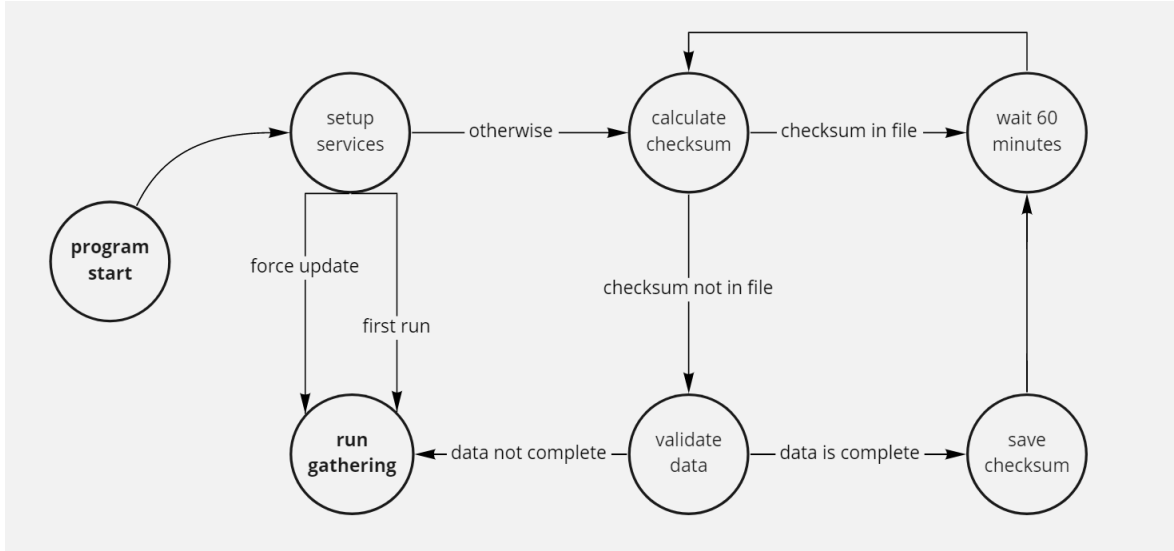 setup
services
otherwise
calculate
checksum
checksum in file
wait 60
minutes
program
start
force update
checksum not in file
first run
run
gathering
data not complete
validate
data
data is complete
save
checksum